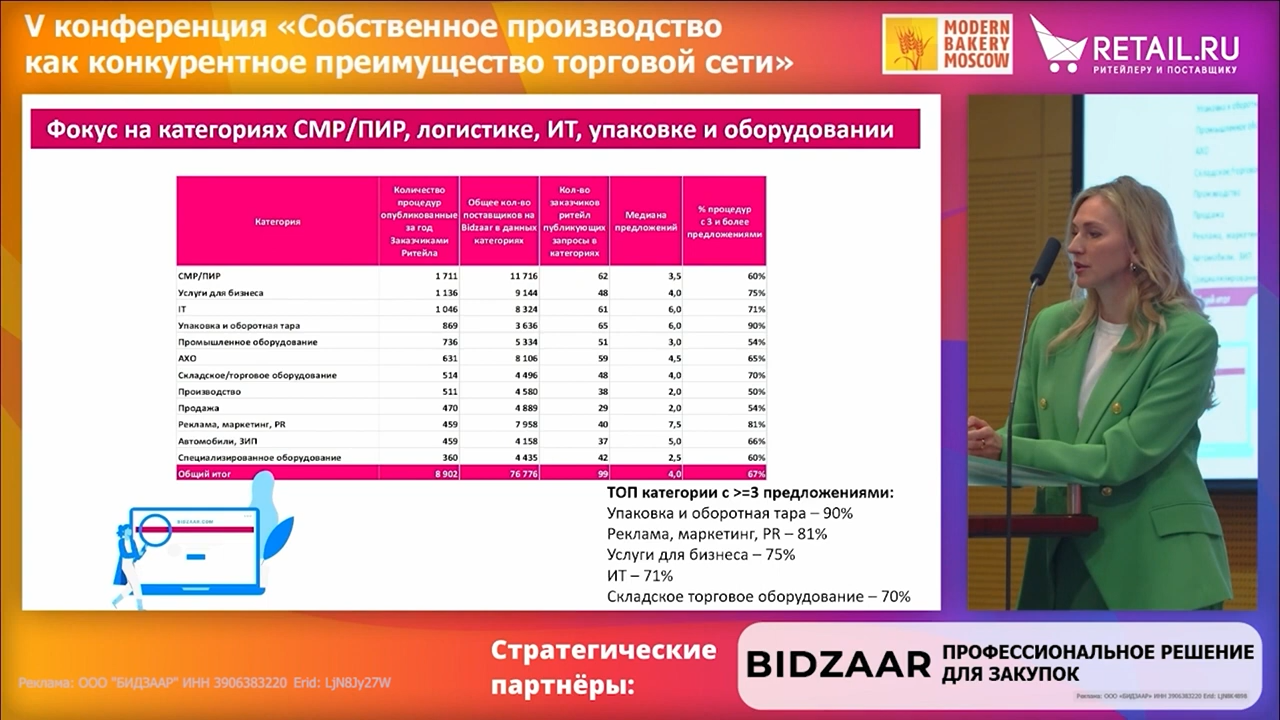 V конференция «Собственное производство
как конкурентное преимущество торговой сети»
MODERN
BAKERY
MOSCOW
RETAIL.RU
РИТЕЙЛЕРУ И ПОСТАВЩИКУ
Фокус на категориях СМР/ПИР, логистике, ИТ, упаковке и оборудовании
Категория
Количество
процедур
опубликованные
за год
Заказчиками
Ритейла
Общее кол-во
поставщиков на
Bidzaar в данных
категориях
Кол-во
заказчиков
ритейл
публикующих
запросы в
категориях
Медиана
предложений
% процедур
с 3 и более
предложениями
СМР/ПИР 1 711 11 716 62 3,5 60%
Услуги для бизнеса 1 136 9 144 48 4,0 75%
IT 1 046 8 324 61 6,0 71%
Упаковка и оборотная тара 869 3 636 65 6,0 90%
Промышленное оборудование 736 5 334 51 3,0 54%
АХО 631 8 106 59 4,5 65%
Складское/торговое оборудование 514 4 496 48 4,0 70%
Производство 511 4 580 38 2,0 50%
Продажа 470 4 889 29 2,0 54%
Реклама, маркетинг, PR 459 7 958 40 7,5 81%
Автомобили, ЗИП 459 4 158 37 5,0 66%
Специализированное оборудование 360 4 435 42 2,5 60%
Общий итог 8 902 76 776 99 4,0 67%
BIDZAAR.COM
ТОП категории с >=3 предложениями:
Упаковка и оборотная тара – 90%
Реклама, маркетинг, PR – 81%
Услуги для бизнеса – 75%
ИТ – 71%
Складское торговое оборудование – 70%
Стратегические
партнёры:
BIDZAAR
ПРОФЕССИОНАЛЬНОЕ РЕШЕНИЕ
ДЛЯ ЗАКУПОК
Реклама: ООО "БИДЗААР" ИНН 3906383220 Erid: LjN8Jy27W